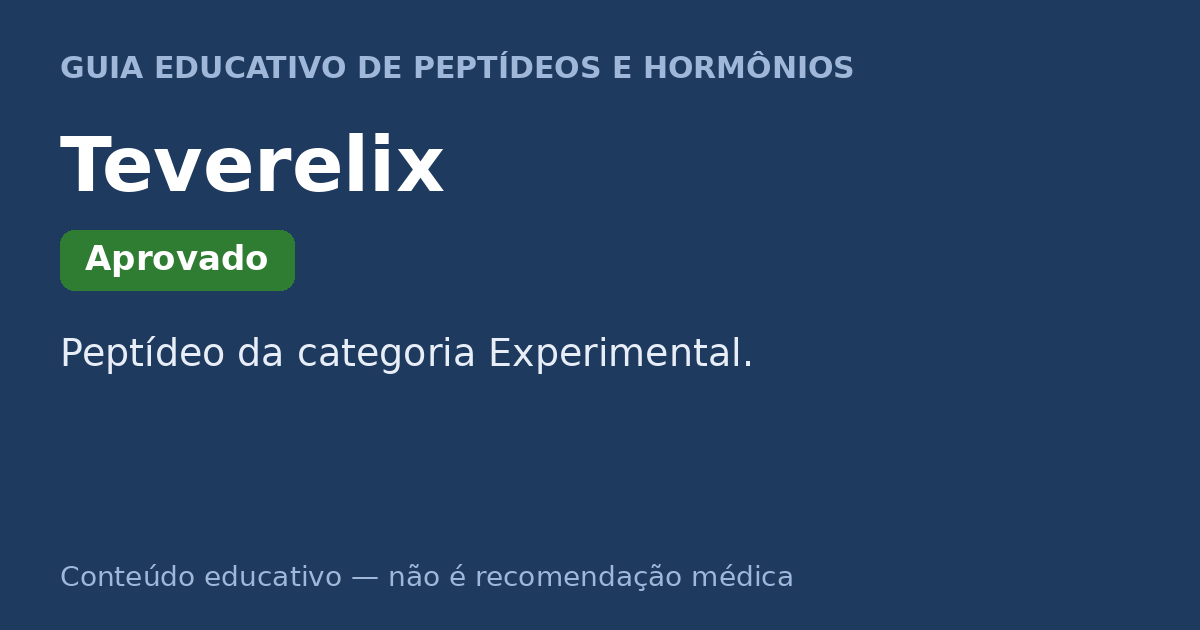 GUIA EDUCATIVO DE PEPTÍDEOS E HORMÔNIOS
Teverelix
Aprovado
Peptídeo da categoria Experimental.
Conteúdo educativo — não é recomendação médica